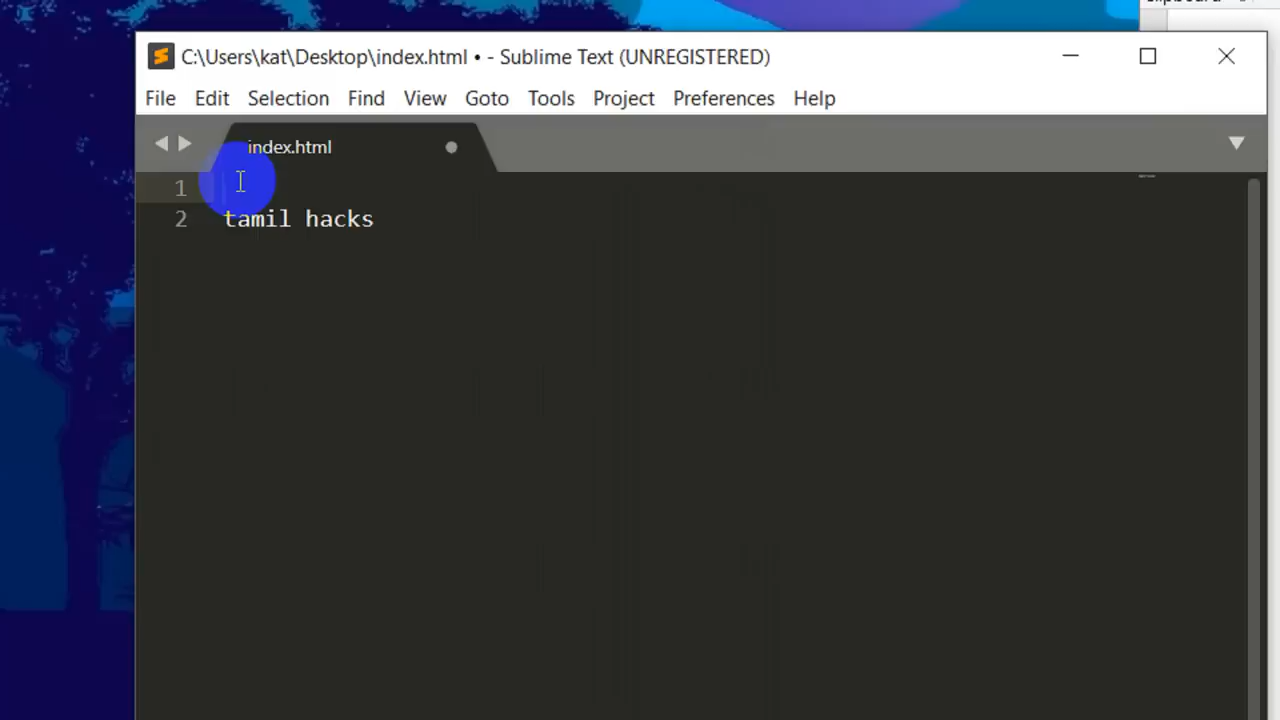 C:\Users\kat\Desktop\index.html • - Sublime Text (UNREGISTERED)
File Edit Selection Find View Goto Tools Project Preferences Help
index.html
1
2 tamil hacks